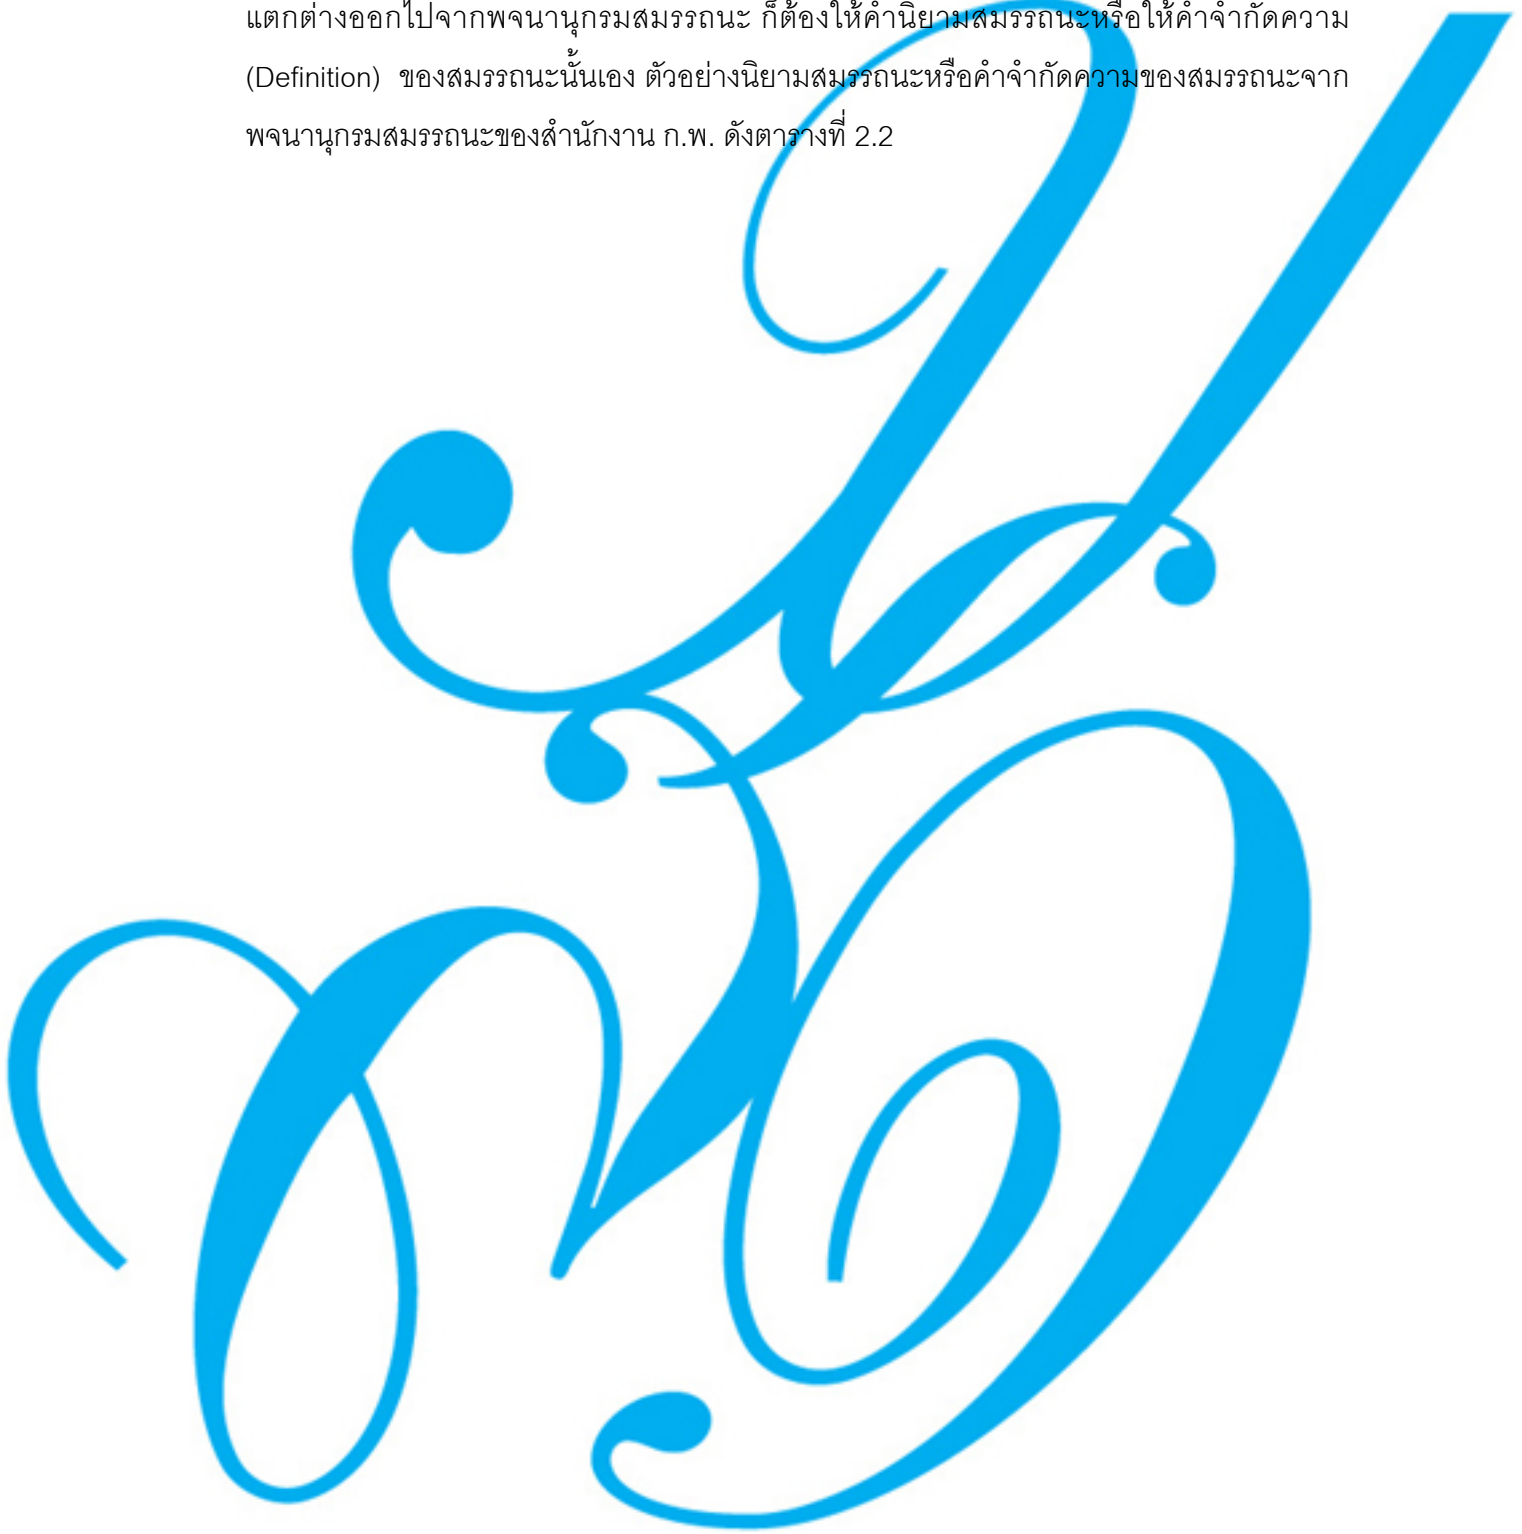 แตกต่างออกไปจากพจนานุกรมสมรรถนะ ก็ต้องให้คำนิยามสมรรถนะหรือให้คำจำกัดความ
(Definition) ของสมรรถนะนั้นเอง ตัวอย่างนิยามสมรรถนะหรือคำจำกัดความของสมรรถนะจาก
พจนานุกรมสมรรถนะของสำนักงาน ก.พ. ดังตารางที่ 2.2